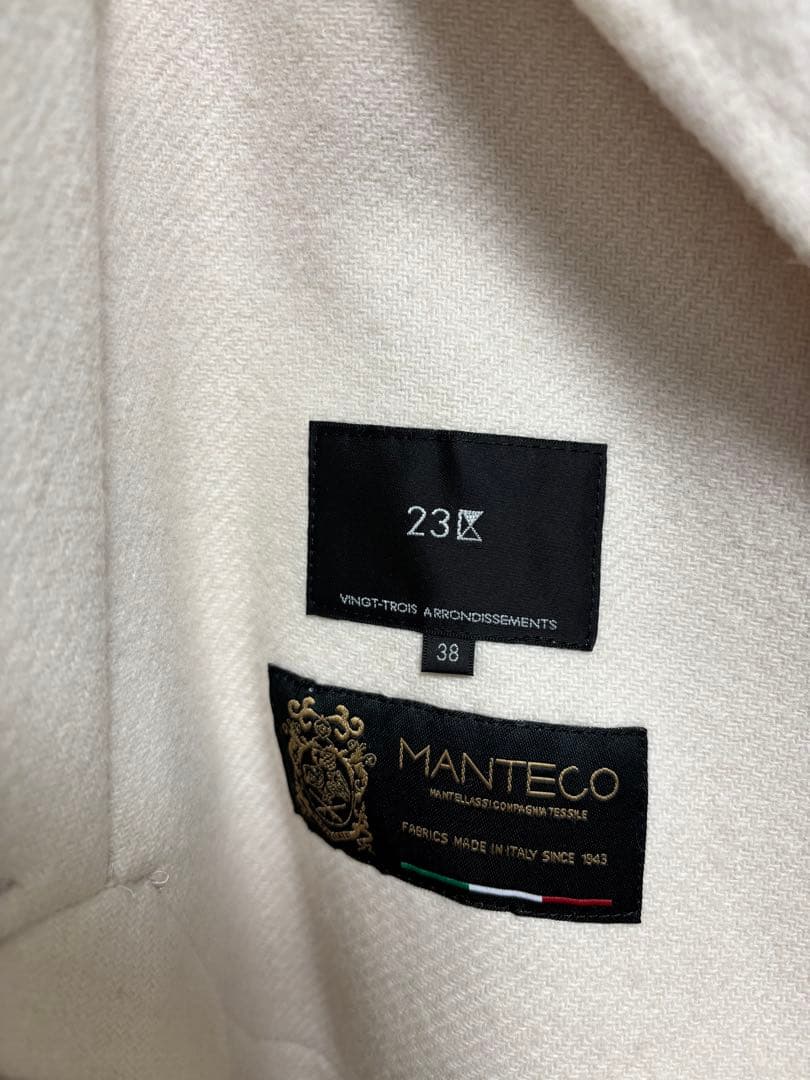 23区
VINGT-TROIS ARRONDISSEMENTS
38
MANTECO
MANTELLASSI COMPAGNIA TESSILE
FABRICS MADE IN ITALY SINCE 1943